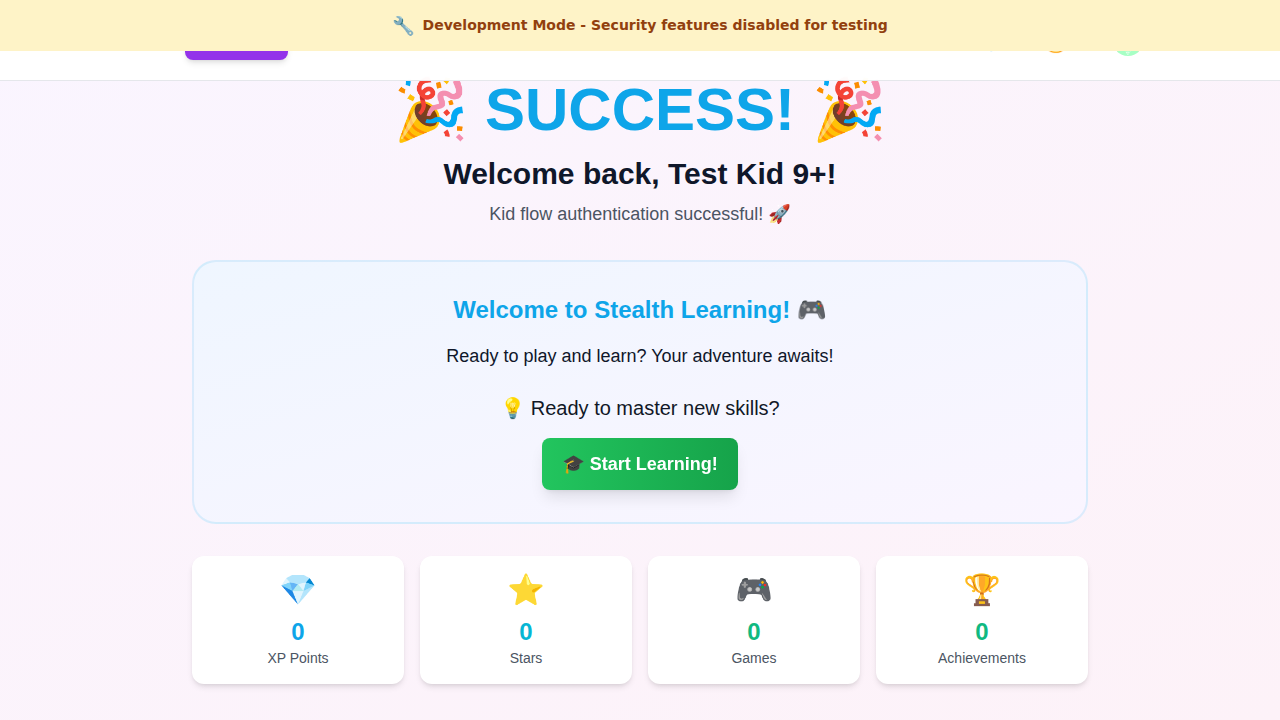 🔧 Development Mode - Security features disabled for testing
🎉 SUCCESS! 🎉
Welcome back, Test Kid 9+!
Kid flow authentication successful! 🚀
Welcome to Stealth Learning! 🎮
Ready to play and learn? Your adventure awaits!
💡 Ready to master new skills?
🎓 Start Learning!
0
XP Points
0
Stars
0
Games
0
Achievements